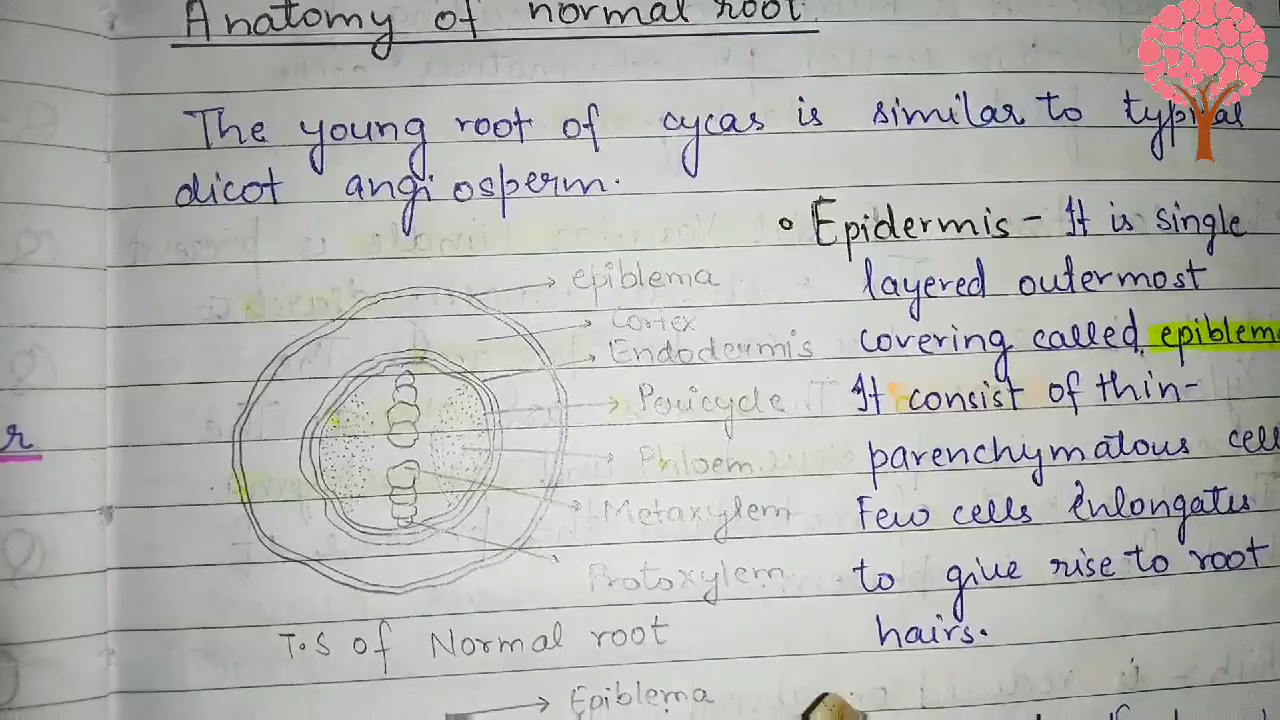 Anatomy of normal root.
The young root of cycas is similar to typical
dicot angiosperm.
• Epidermis - It is single
layered outermost
covering called epiblema
It consist of thin-
parenchymatous cell
Few cells enlongates
to give rise to root
hairs.
epiblema
Cortex
Endodermis
Pericycle
Phloem
Metaxylem
Protoxylem
T.S of Normal root
Epiblema
r